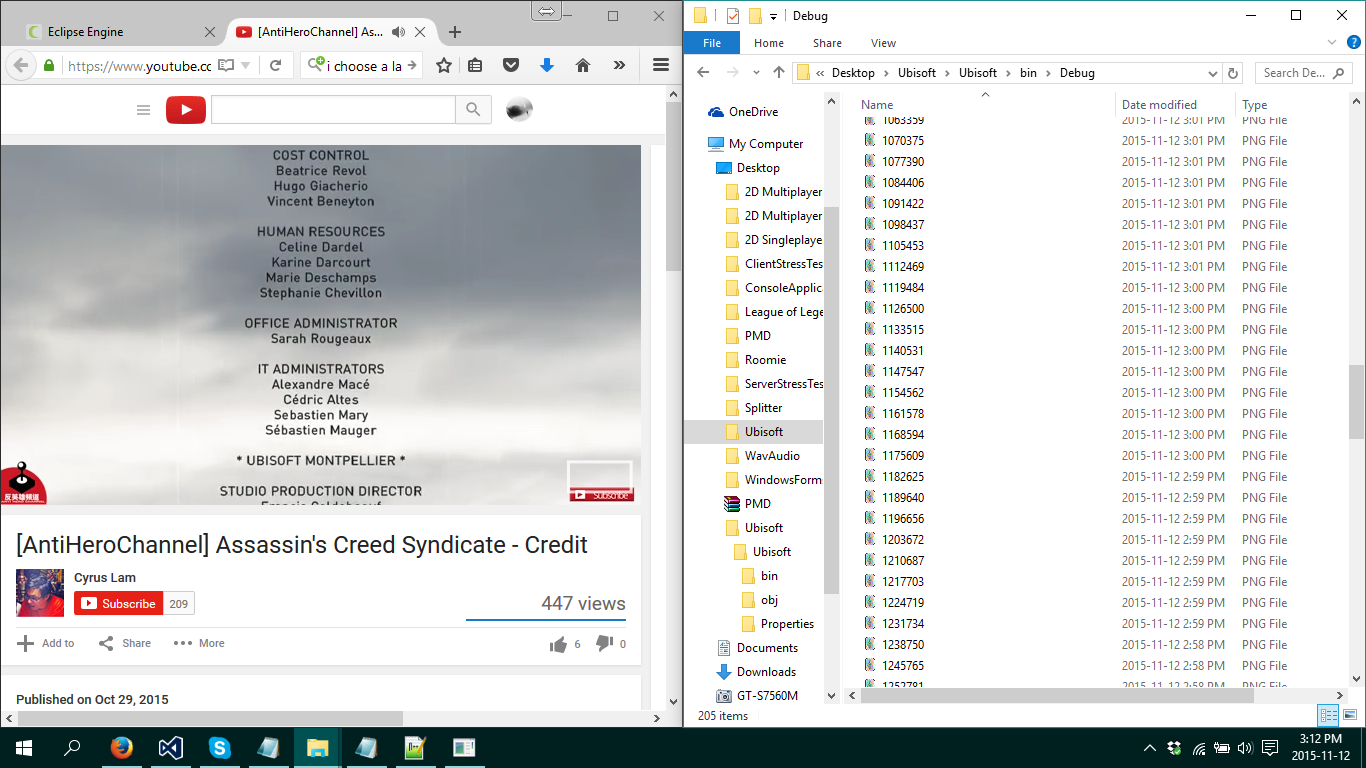 Eclipse Engine
[AntiHeroChannel] As...
https://www.youtube.co
i choose a la
COST CONTROL
Beatrice Revol
Hugo Giacherio
Vincent Beneyton
HUMAN RESOURCES
Celine Dardel
Karine Darcourt
Marie Deschamps
Stephanie Chevillon
OFFICE ADMINISTRATOR
Sarah Rougeaux
IT ADMINISTRATORS
Alexandre Macé
Cédric Altes
Sebastien Mary
Sébastien Mauger
* UBISOFT MONTPELLIER *
STUDIO PRODUCTION DIRECTOR
反英雄頻道
Subscribe
[AntiHeroChannel] Assassin's Creed Syndicate - Credit
Cyrus Lam
Subscribe 209
447 views
Add to Share More 6 0
Published on Oct 29, 2015
Debug
File Home Share View
« Desktop Ubisoft Ubisoft bin Debug
Search De...
OneDrive
My Computer
Desktop
2D Multiplayer
2D Multiplayer
2D Singleplaye
ClientStressTes
ConsoleApplica
League of Lege
PMD
Roomie
ServerStressTes
Splitter
Ubisoft
WavAudio
WindowsForm
PMD
Ubisoft
Ubisoft
bin
obj
Properties
Documents
Downloads
GT-S7560M
Name Date modified Type
1063359 2015-11-12 3:01 PM PNG File
1070375 2015-11-12 3:01 PM PNG File
1077390 2015-11-12 3:01 PM PNG File
1084406 2015-11-12 3:01 PM PNG File
1091422 2015-11-12 3:01 PM PNG File
1098437 2015-11-12 3:01 PM PNG File
1105453 2015-11-12 3:01 PM PNG File
1112469 2015-11-12 3:01 PM PNG File
1119484 2015-11-12 3:00 PM PNG File
1126500 2015-11-12 3:00 PM PNG File
1133515 2015-11-12 3:00 PM PNG File
1140531 2015-11-12 3:00 PM PNG File
1147547 2015-11-12 3:00 PM PNG File
1154562 2015-11-12 3:00 PM PNG File
1161578 2015-11-12 3:00 PM PNG File
1168594 2015-11-12 3:00 PM PNG File
1175609 2015-11-12 3:00 PM PNG File
1182625 2015-11-12 2:59 PM PNG File
1189640 2015-11-12 2:59 PM PNG File
1196656 2015-11-12 2:59 PM PNG File
1203672 2015-11-12 2:59 PM PNG File
1210687 2015-11-12 2:59 PM PNG File
1217703 2015-11-12 2:59 PM PNG File
1224719 2015-11-12 2:59 PM PNG File
1231734 2015-11-12 2:59 PM PNG File
1238750 2015-11-12 2:58 PM PNG File
1245765 2015-11-12 2:58 PM PNG File
1252781 2015-11-12 2:58 PM PNG File
205 items
3:12 PM
2015-11-12